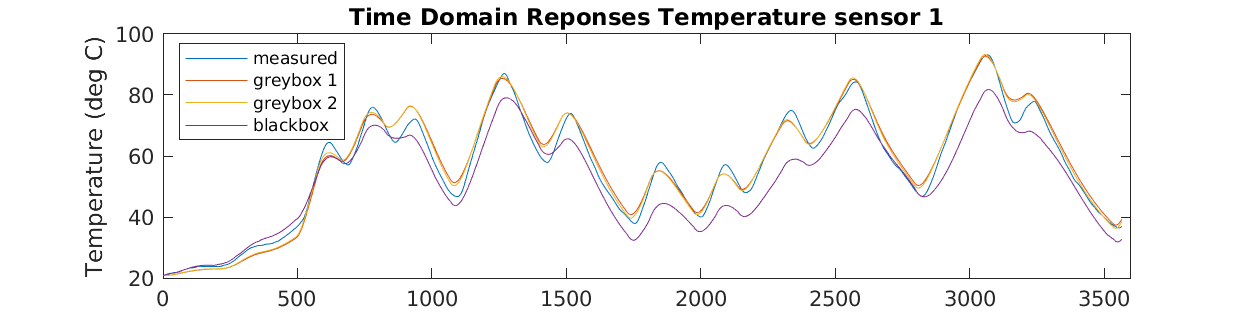 Time Domain Reponses Temperature sensor 1
Temperature (deg C)
100
80
60
40
20
measured
greybox 1
greybox 2
blackbox
0 500 1000 1500 2000 2500 3000 3500